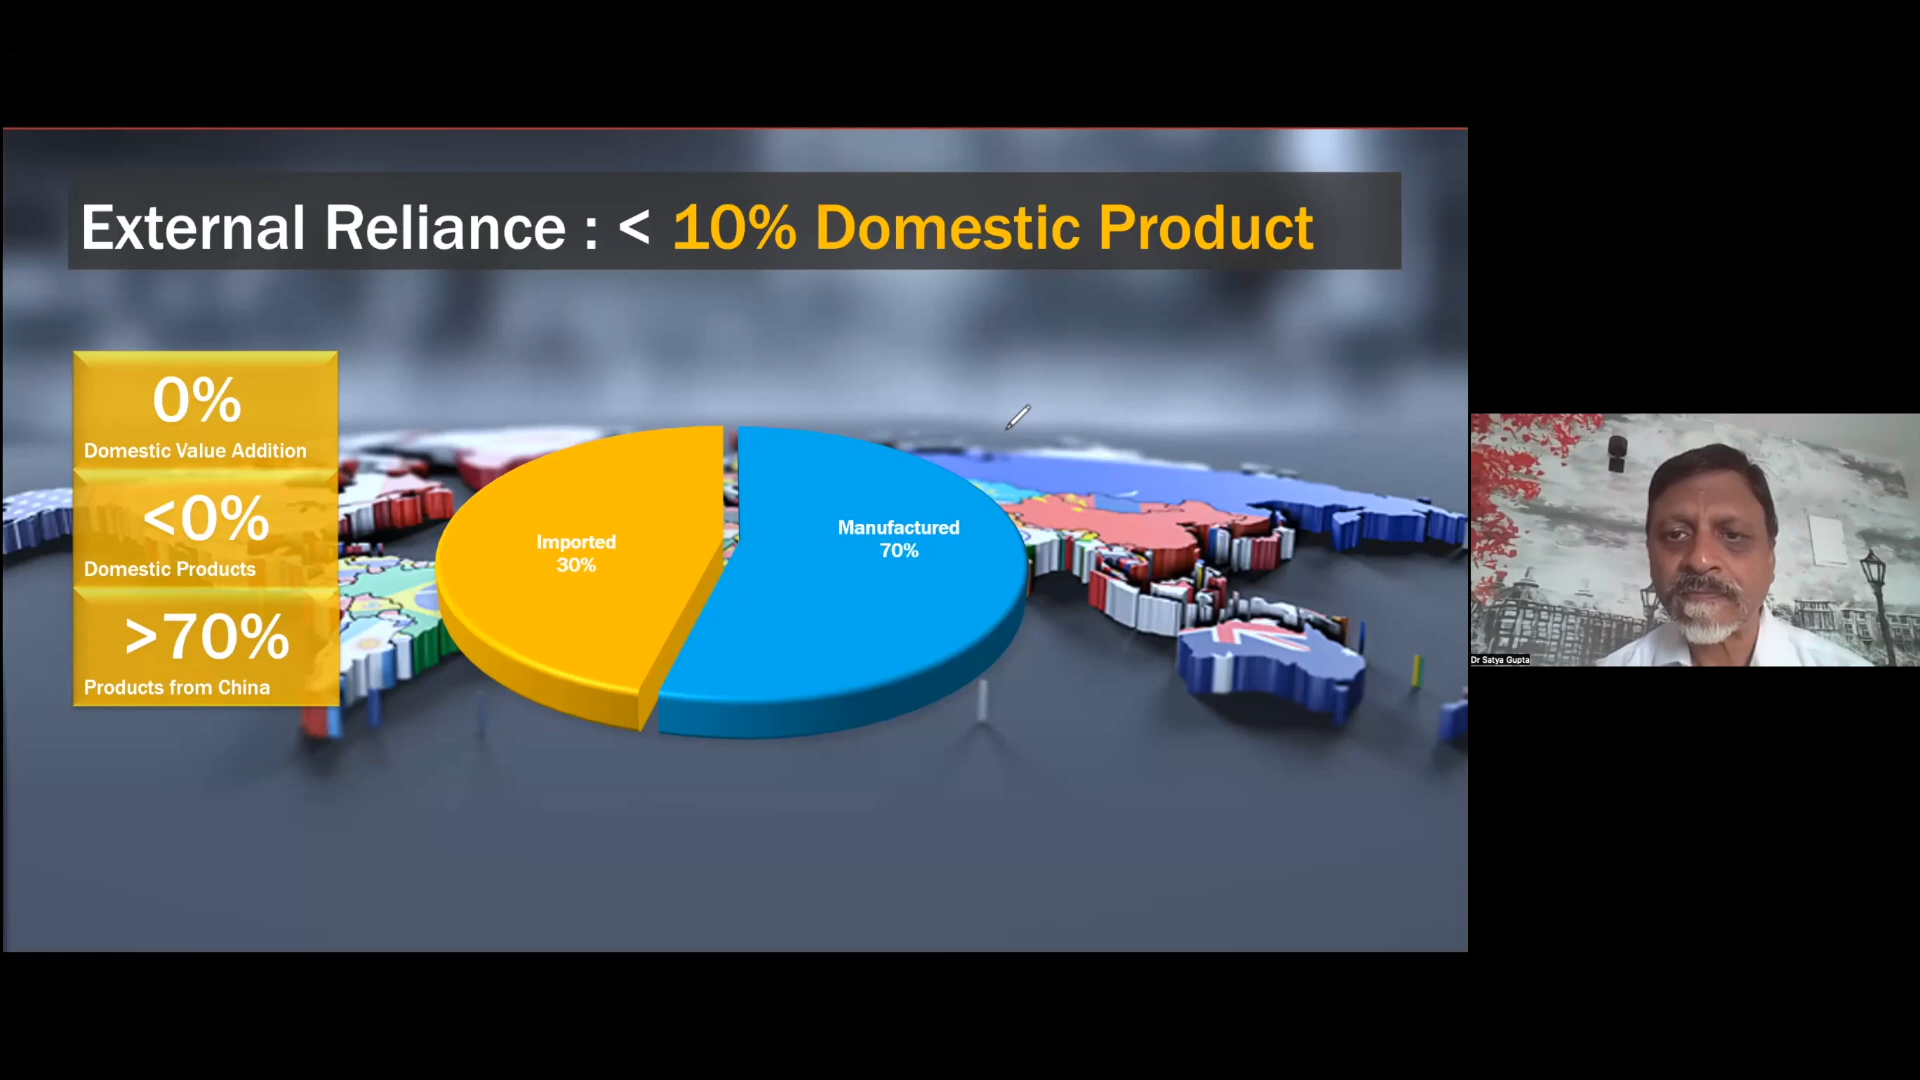 External Reliance : < 10% Domestic Product
0%
Domestic Value Addition
<0%
Domestic Products
>70%
Products from China
Imported
30%
Manufactured
70%
Dr Satya Gupta